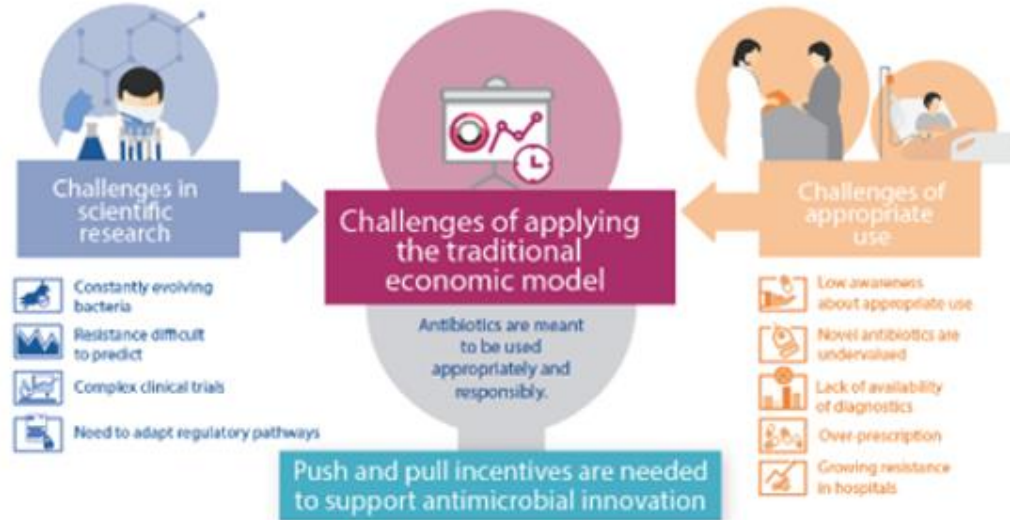 Challenges in
scientific
research
Constantly evolving
bacteria
Resistance difficult
to predict
Complex clinical trials
Need to adapt regulatory pathways
Challenges of applying
the traditional
economic model
Antibiotics are meant
to be used
appropriately and
responsibly.
Push and pull incentives are needed
to support antimicrobial innovation
Challenges of
appropriate
use
Low awareness
about appropriate use
Novel antibiotics are
undervalued
Lack of availability
of diagnostics
Over-prescription
Growing resistance
in hospitals